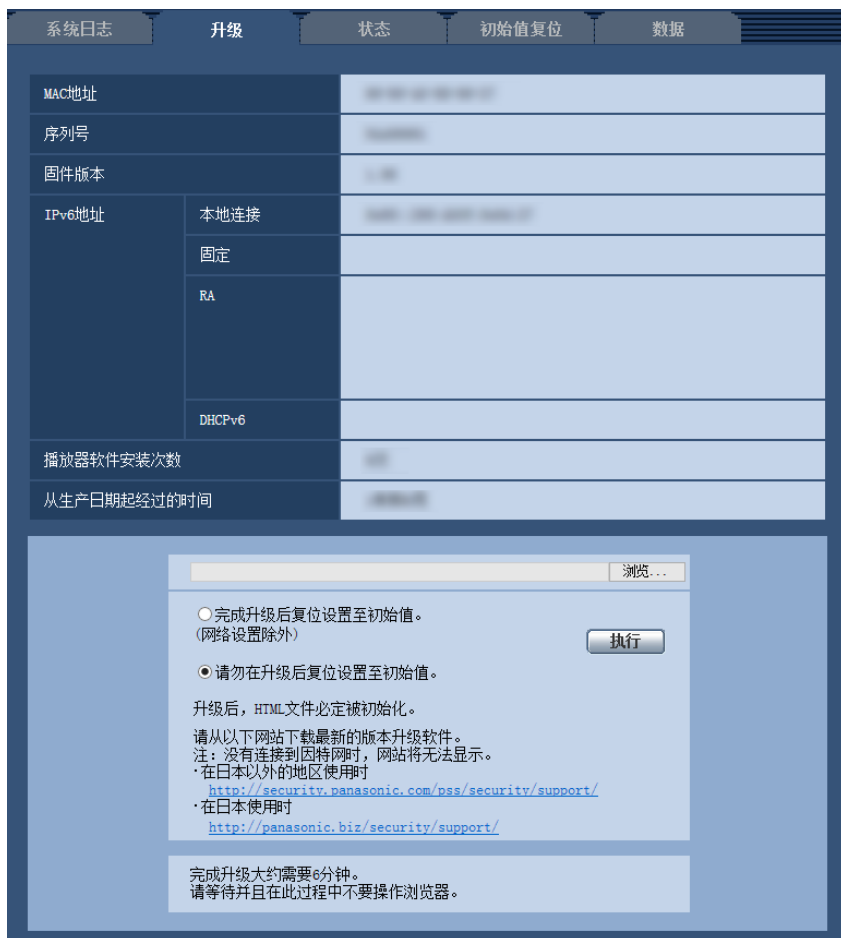 系统日志 升级 状态 初始值复位 数据
MAC地址
序列号
固件版本
IPv6地址 本地连接
固定
RA
DHCPv6
播放器软件安装次数
从生产日期起经过的时间
浏览...
完成升级后复位设置至初始值。
(网络设置除外)
执行
请勿在升级后复位设置至初始值。
升级后，HTML文件必定被初始化。
请从以下网站下载最新的版本升级软件。
注：没有连接到因特网时，网站将无法显示。
·在日本以外的地区使用时
http://security.panasonic.com/pss/security/support/
·在日本使用时
http://panasonic.biz/security/support/
完成升级大约需要6分钟。
请等待并且在此过程中不要操作浏览器。